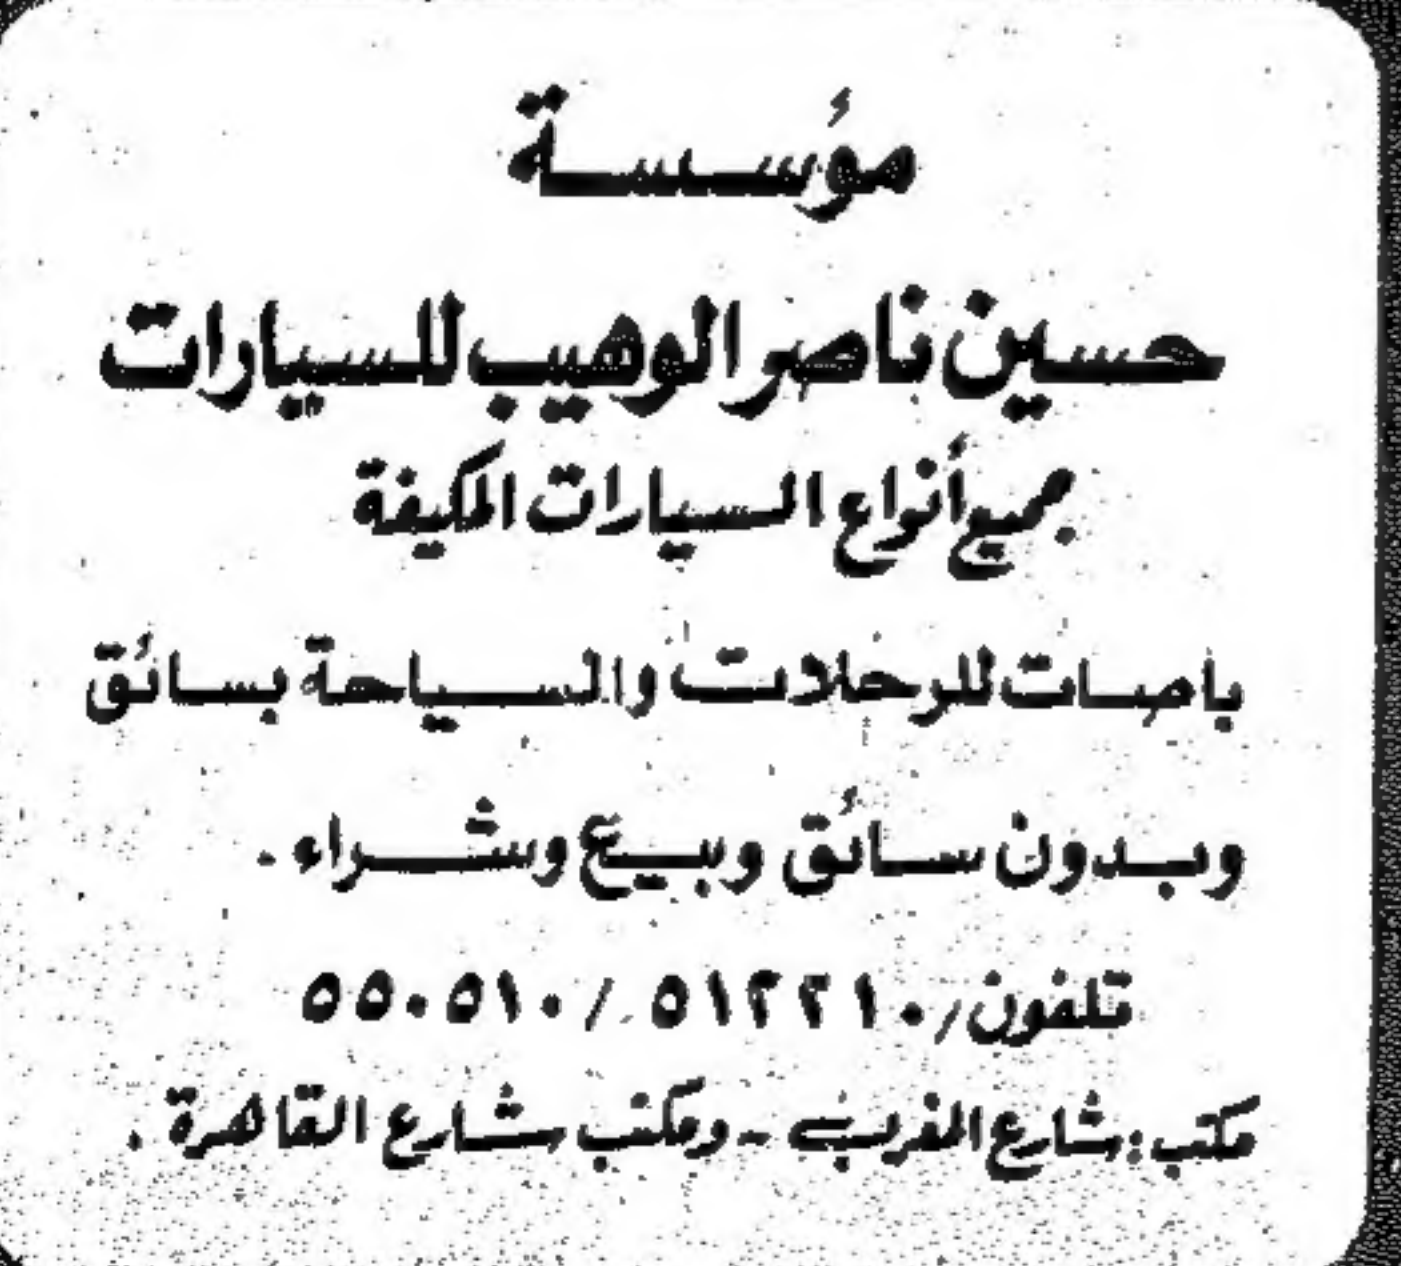 مؤسسة
حسين ناصر الوهيب للسيارات
جميع أنواع السيارات المكيفة
باصات للرحلات والسياحة بسائق
وبدون سائق وبيع وشراء .
تلفون / ٥١٢٢١٠ / ٥٥٠٥١٠
مكتب : شارع المغرب - ومكتب شارع القاهرة .